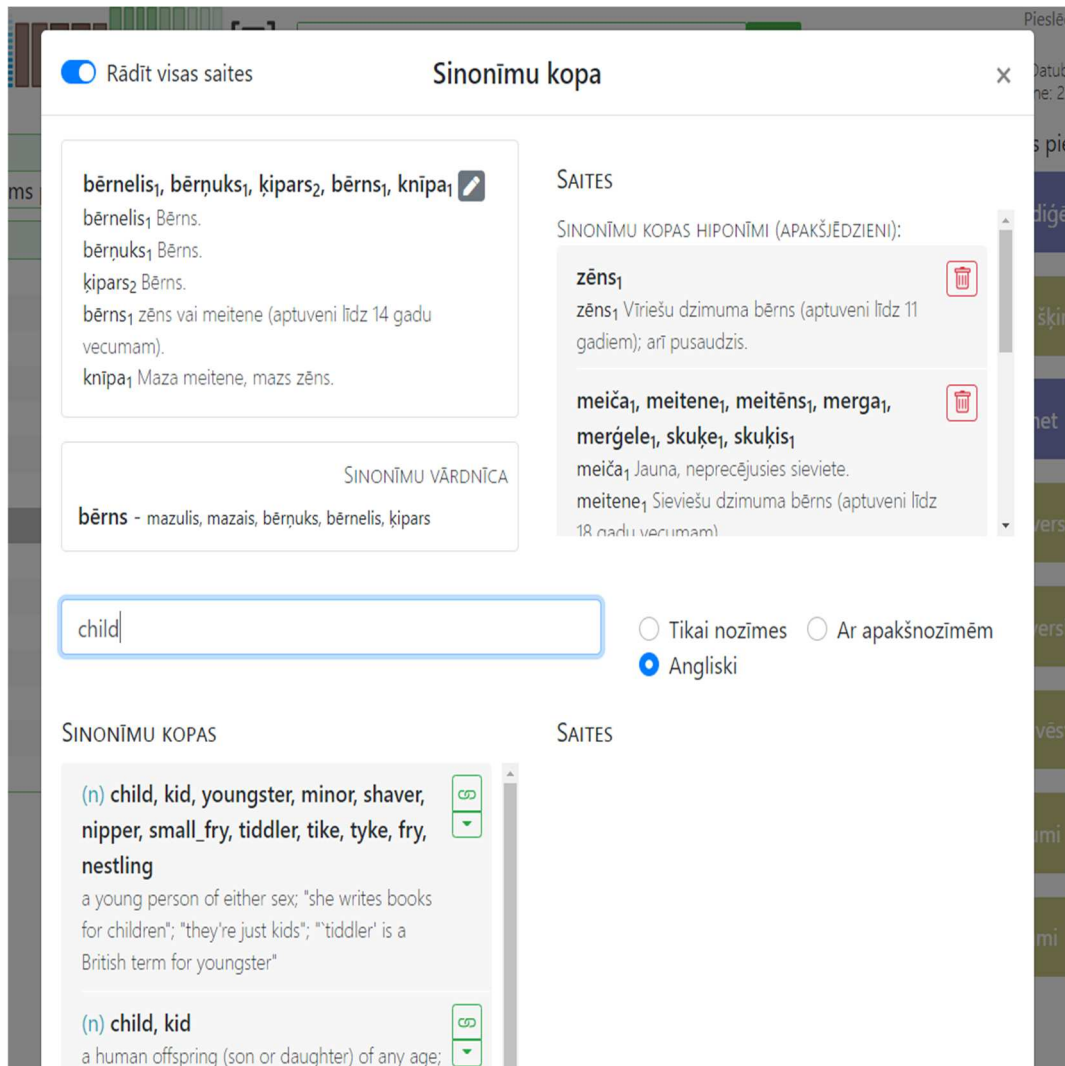 Rādīt visas saites
Sinonīmu kopa
×
bērnelis₁, bērņuks₁, ķipars₂, bērns₁, knīpa₁
bērnelis₁ Bērns.
bērņuks₁ Bērns.
ķipars₂ Bērns.
bērns₁ zēns vai meitene (aptuveni līdz 14 gadu
vecumam).
knīpa₁ Maza meitene, mazs zēns.
SINONĪMU VĀRDNĪCA
bērns - mazulis, mazais, bērņuks, bērnelis, ķipars
SAITES
SINONĪMU KOPAS HIPONĪMI (APAKŠJĒDZIENI):
zēns₁
zēns₁ Vīriešu dzimuma bērns (aptuveni līdz 11
gadiem); arī pusaudzis.
meiča₁, meitene₁, meitēns₁, merga₁,
merģele₁, skuķe₁, skuķis₁
meiča₁ Jauna, neprecējusies sieviete.
meitene₁ Sieviešu dzimuma bērns (aptuveni līdz
18 gadu vecumam)
child
Tikai nozīmes
Ar apakšnozīmēm
Angliski
SINONĪMU KOPAS
SAITES
(n) child, kid, youngster, minor, shaver,
nipper, small_fry, tiddler, tike, tyke, fry,
nestling
a young person of either sex; "she writes books
for children"; "they're just kids"; "`tiddler' is a
British term for youngster"
(n) child, kid
a human offspring (son or daughter) of any age;